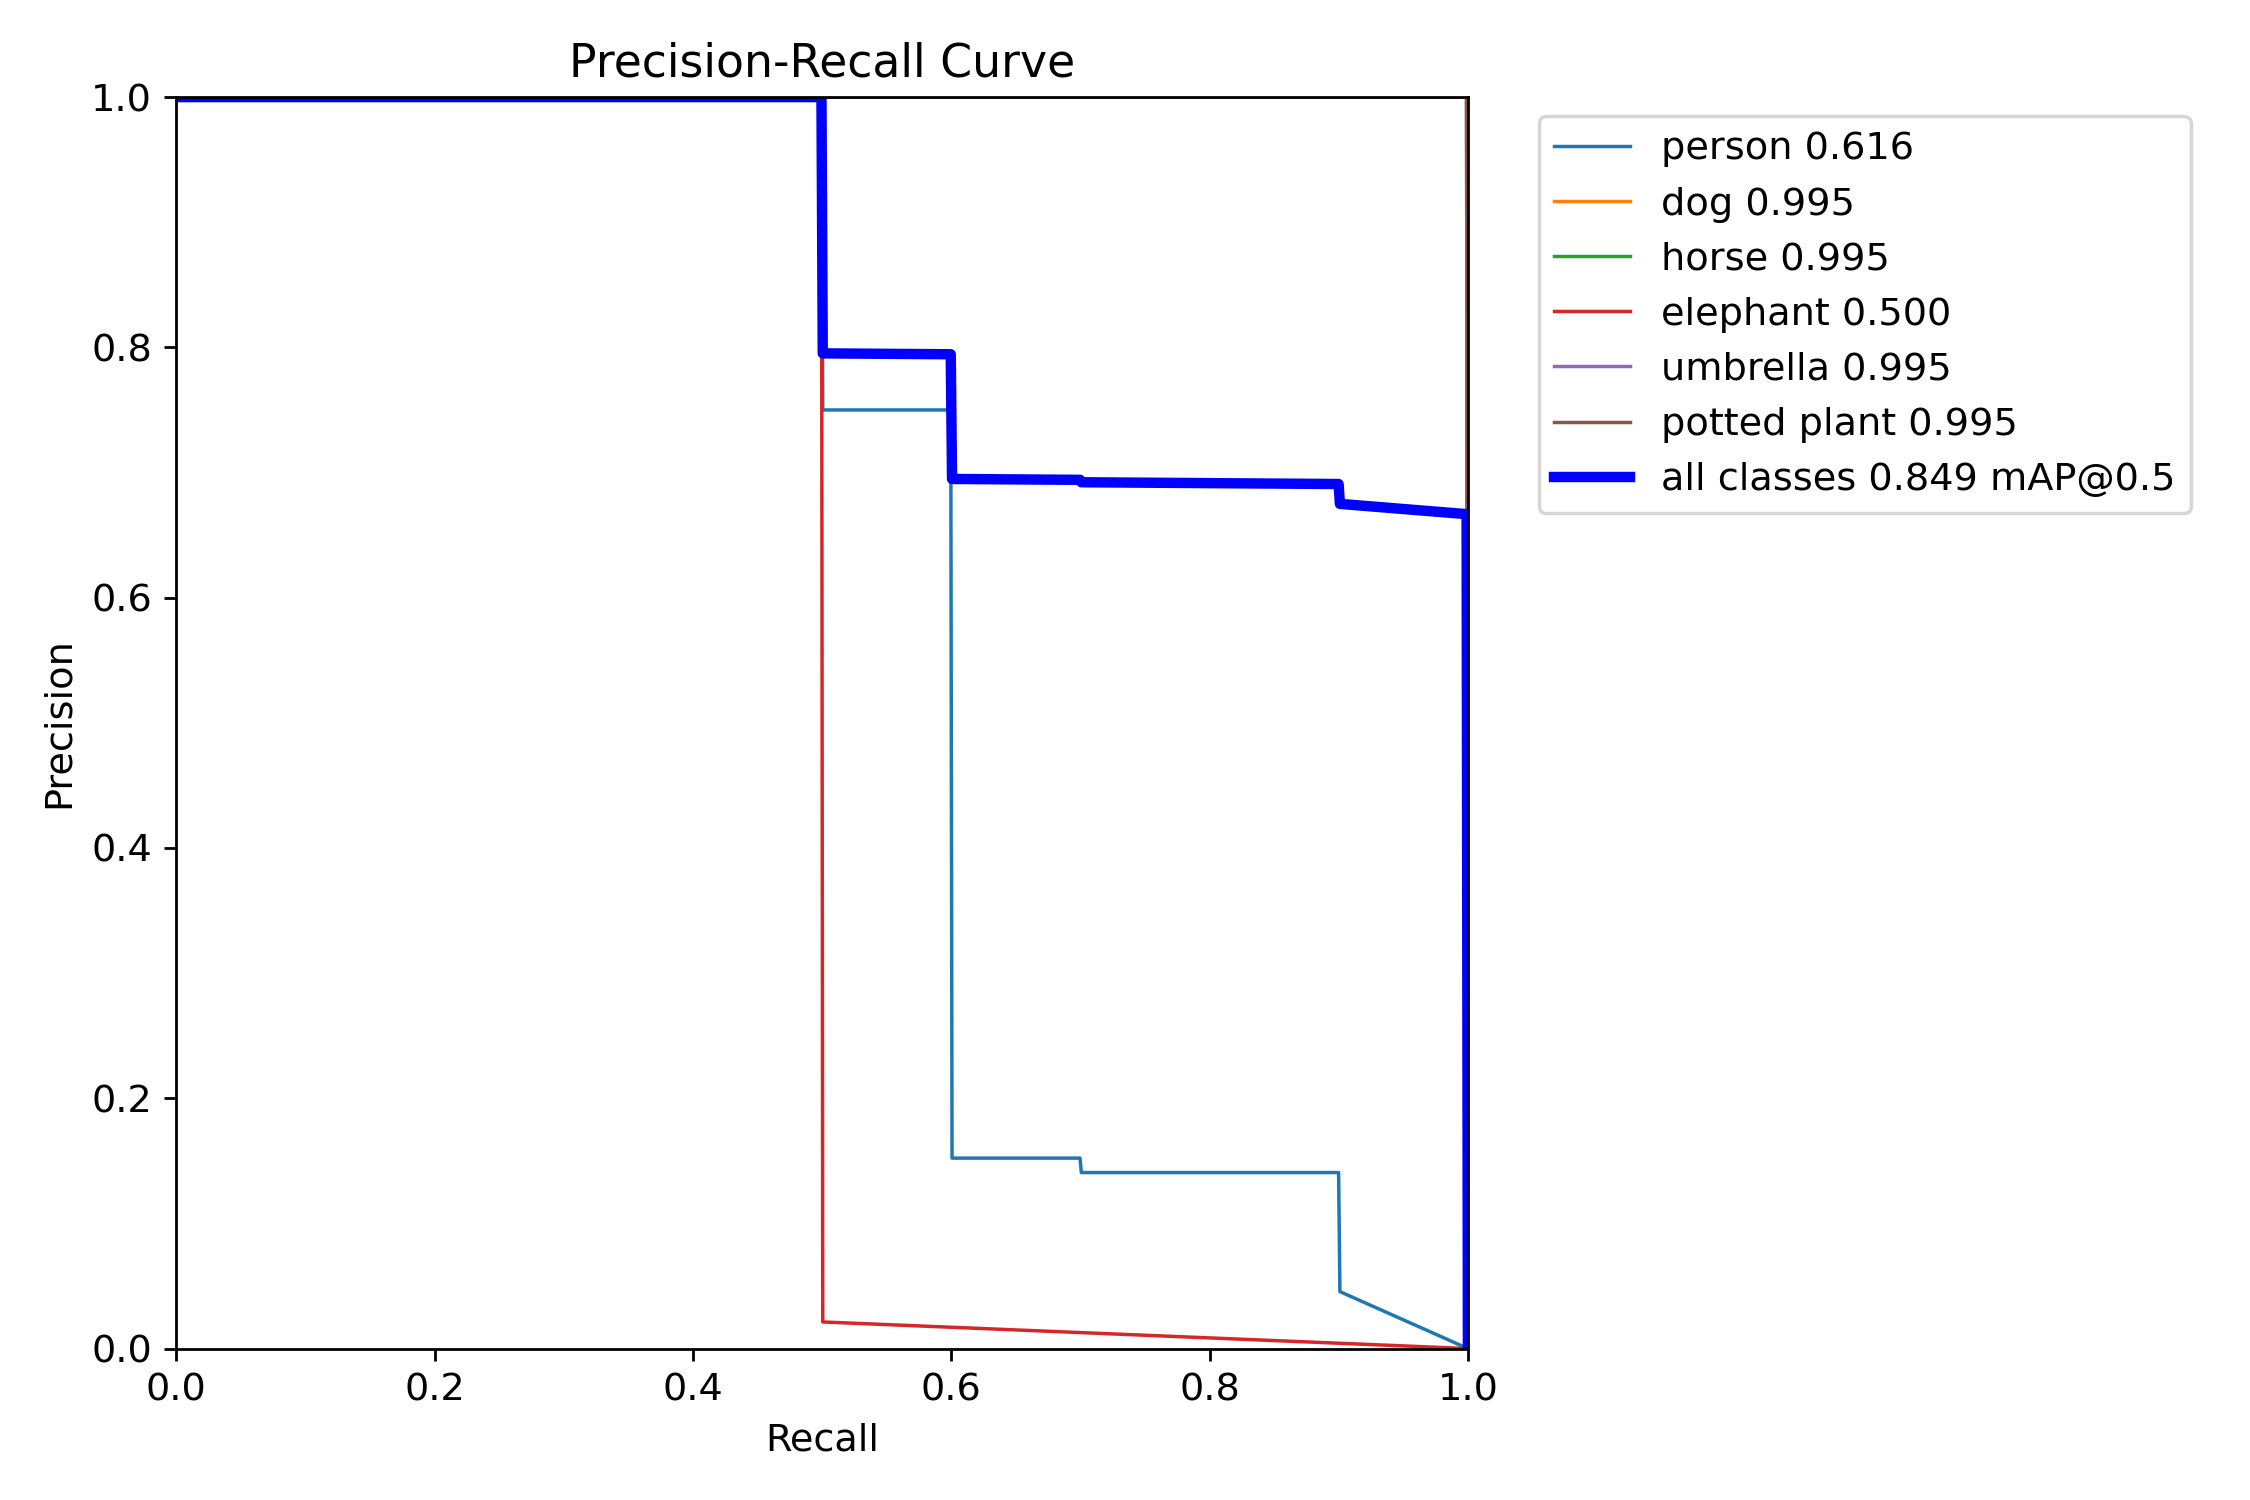 Precision-Recall Curve
1.0
0.8
0.6
0.4
0.2
0.0
Precision
0.0 0.2 0.4 0.6 0.8 1.0
Recall
person 0.616
dog 0.995
horse 0.995
elephant 0.500
umbrella 0.995
potted plant 0.995
all classes 0.849 mAP@0.5